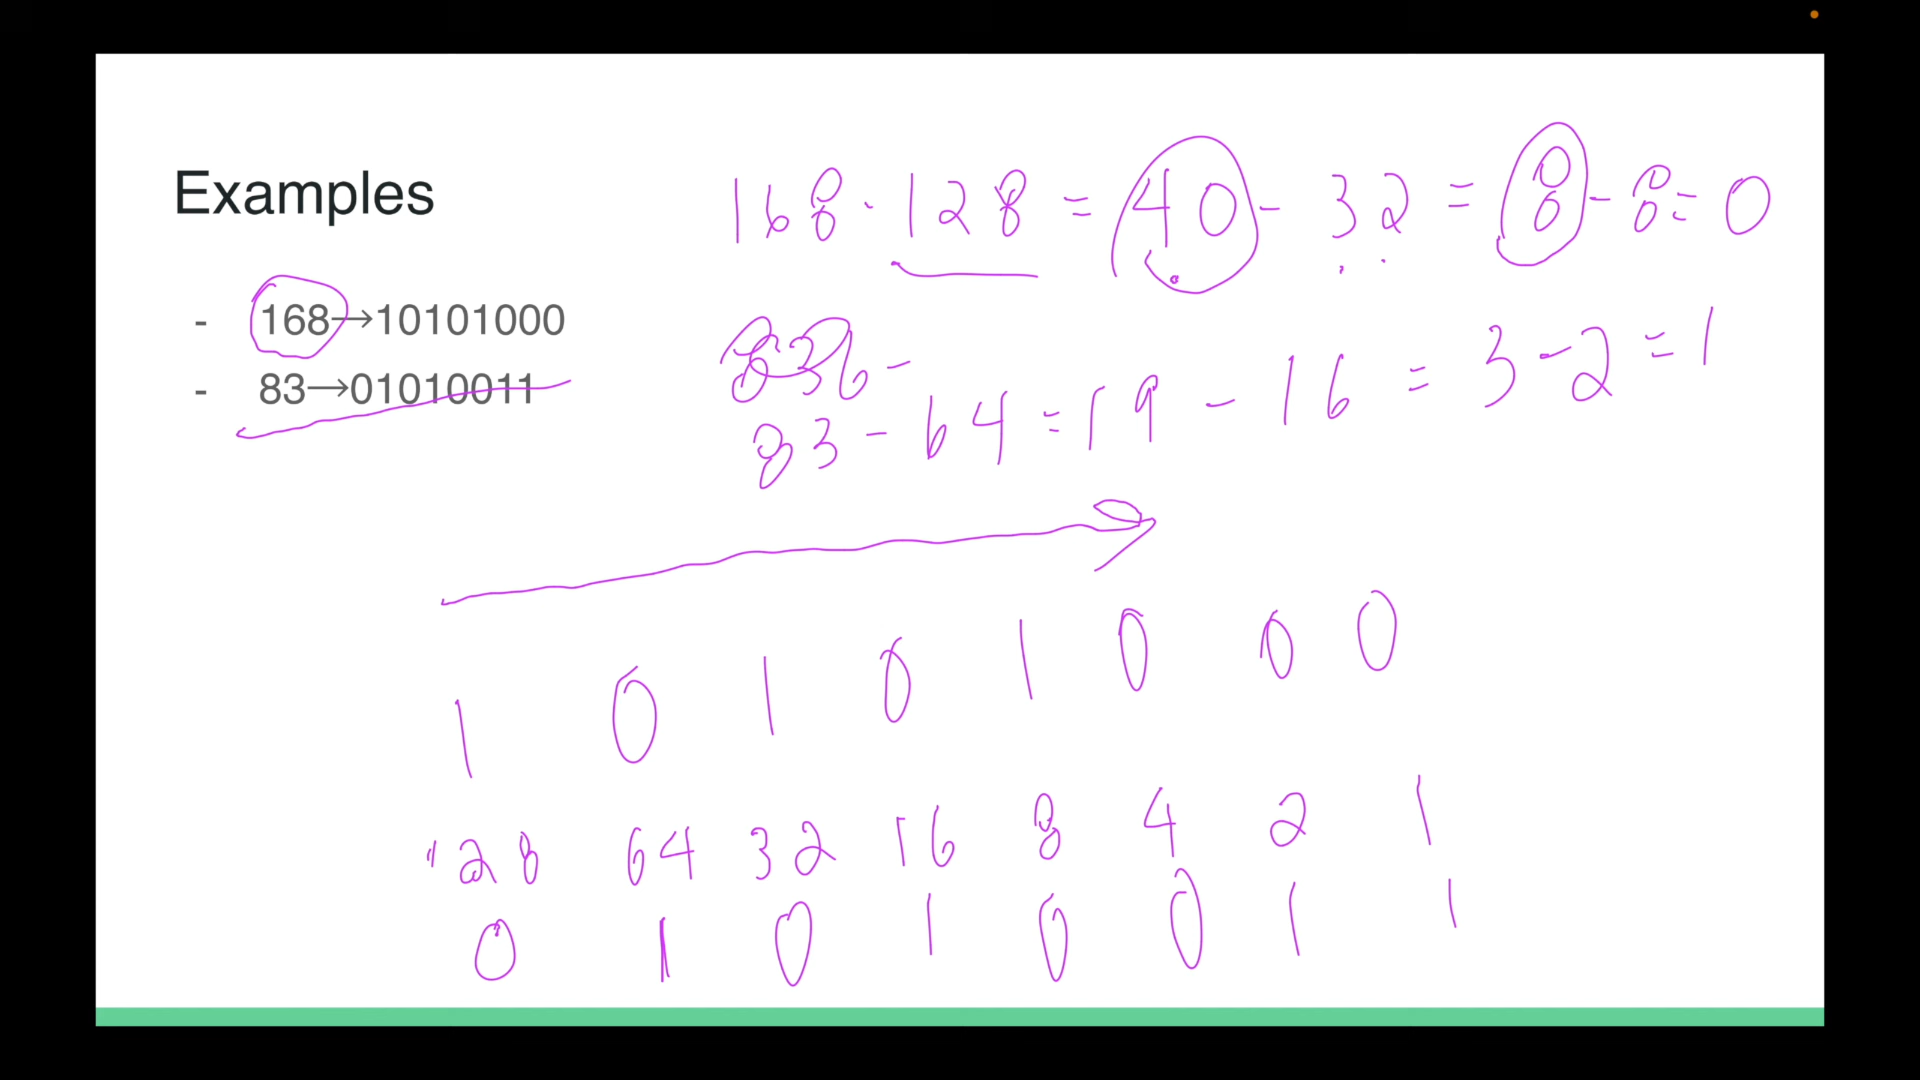 Examples
168 - 128 = 40 - 32 = 8 - 8 = 0
- 168→10101000
- 83→01010011
836 -
83 - 64 = 19 - 16 = 3 - 2 = 1
1 0 1 0 1 0 0 0
128 64 32 16 8 4 2 1
0 1 0 1 0 0 1 1